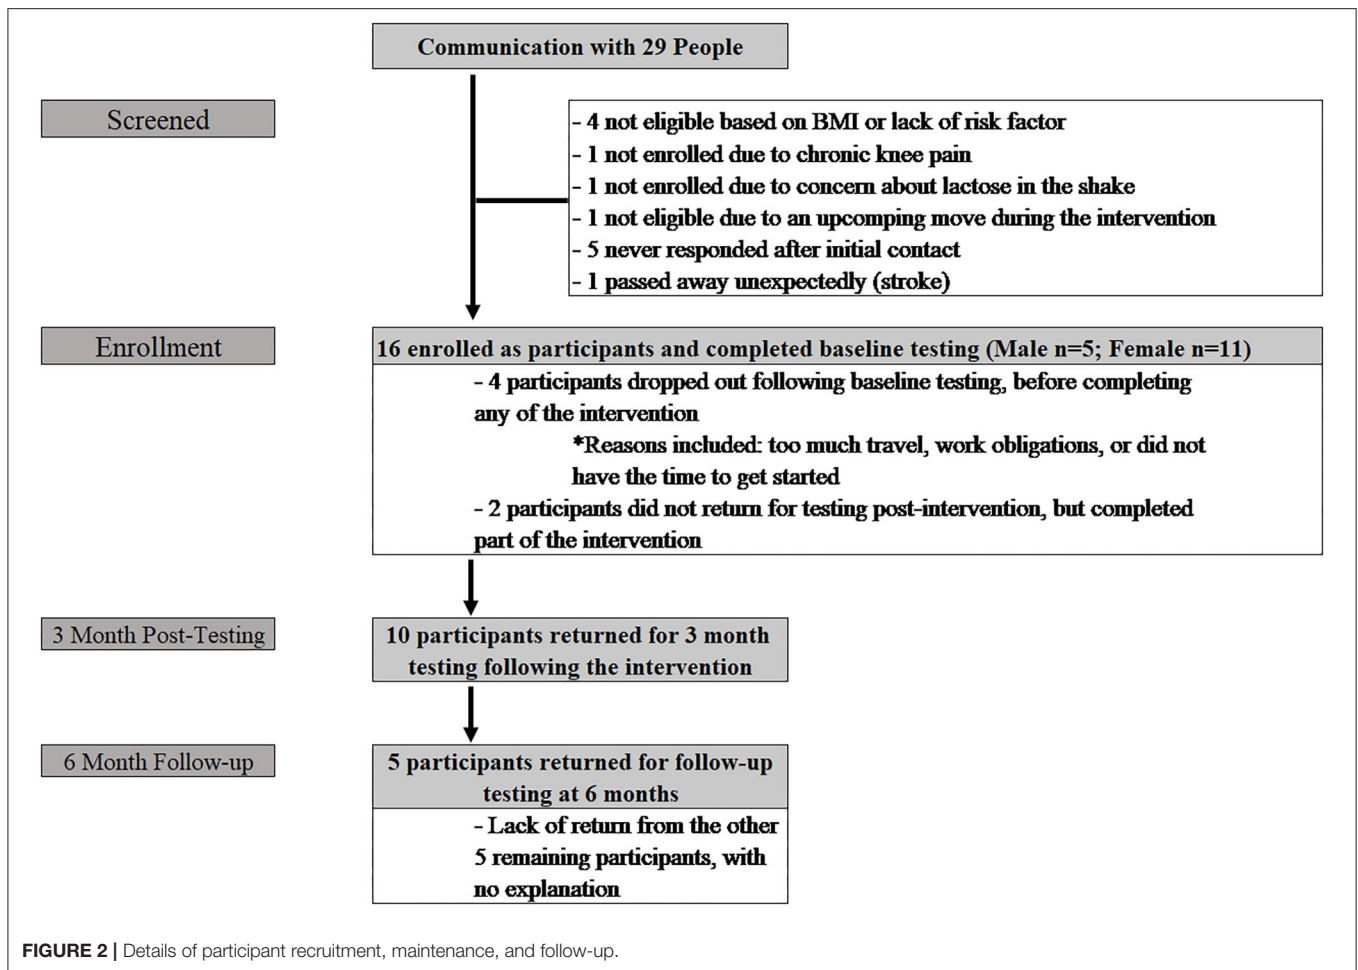 Communication with 29 People
Screened
- 4 not eligible based on BMI or lack of risk factor
- 1 not enrolled due to chronic knee pain
- 1 not enrolled due to concern about lactose in the shake
- 1 not eligible due to an upcomping move during the intervention
- 5 never responded after initial contact
- 1 passed away unexpectedly (stroke)
Enrollment
16 enrolled as participants and completed baseline testing (Male n=5; Female n=11)
- 4 participants dropped out following baseline testing, before completing
any of the intervention
*Reasons included: too much travel, work obligations, or did not
have the time to get started
- 2 participants did not return for testing post-intervention, but completed
part of the intervention
3 Month Post-Testing
10 participants returned for 3 month
testing following the intervention
6 Month Follow-up
5 participants returned for follow-up
testing at 6 months
- Lack of return from the other
5 remaining participants, with
no explanation
FIGURE 2 | Details of participant recruitment, maintenance, and follow-up.